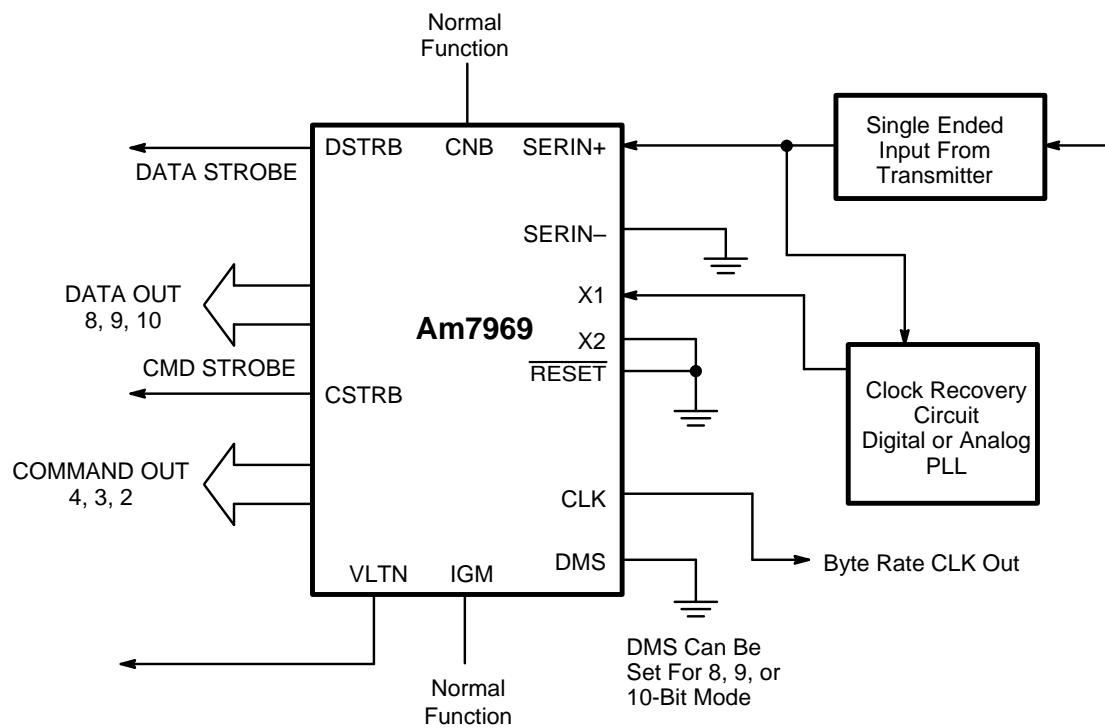 Normal
Function
DSTRB
CNB
SERIN+
DATA STROBE
Single Ended
Input From
Transmitter
SERIN–
DATA OUT
8, 9, 10
X1
Am7969
X2
RESET
CMD STROBE
CSTRB
Clock Recovery
Circuit
Digital or Analog
PLL
COMMAND OUT
4, 3, 2
CLK
DMS
Byte Rate CLK Out
VLTN
IGM
DMS Can Be
Set For 8, 9, or
10-Bit Mode
Normal
Function